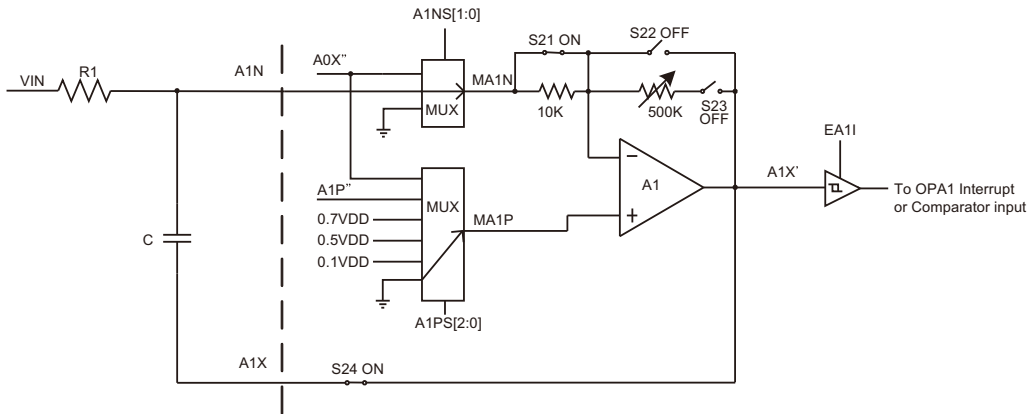 A1NS[1:0]
S21 ON
S22 OFF
VIN
R1
A1N
A0X"
MA1N
MUX
10K
500K
S23
OFF
EA1I
A1P"
MUX
A1
A1X'
To OPA1 Interrupt
or Comparator input
0.7VDD
MA1P
0.5VDD
C
0.1VDD
A1PS[2:0]
A1X
S24 ON